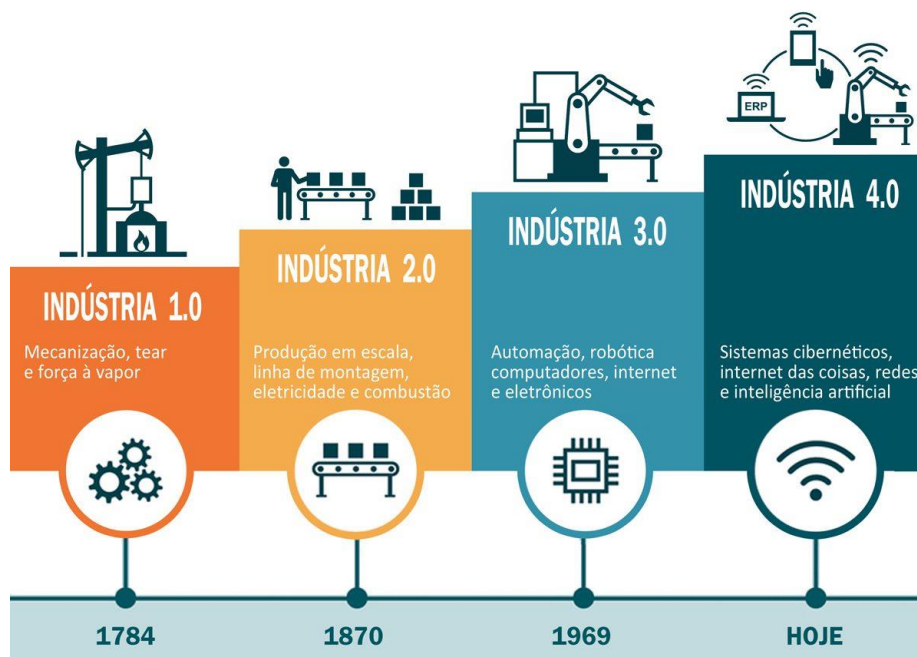 ERP
INDÚSTRIA 1.0
Mecanização, tear
e força à vapor
1784
INDÚSTRIA 2.0
Produção em escala,
linha de montagem,
eletricidade e combustão
1870
INDÚSTRIA 3.0
Automação, robótica
computadores, internet
e eletrônicos
1969
INDÚSTRIA 4.0
Sistemas cibernéticos,
internet das coisas, redes
e inteligência artificial
HOJE